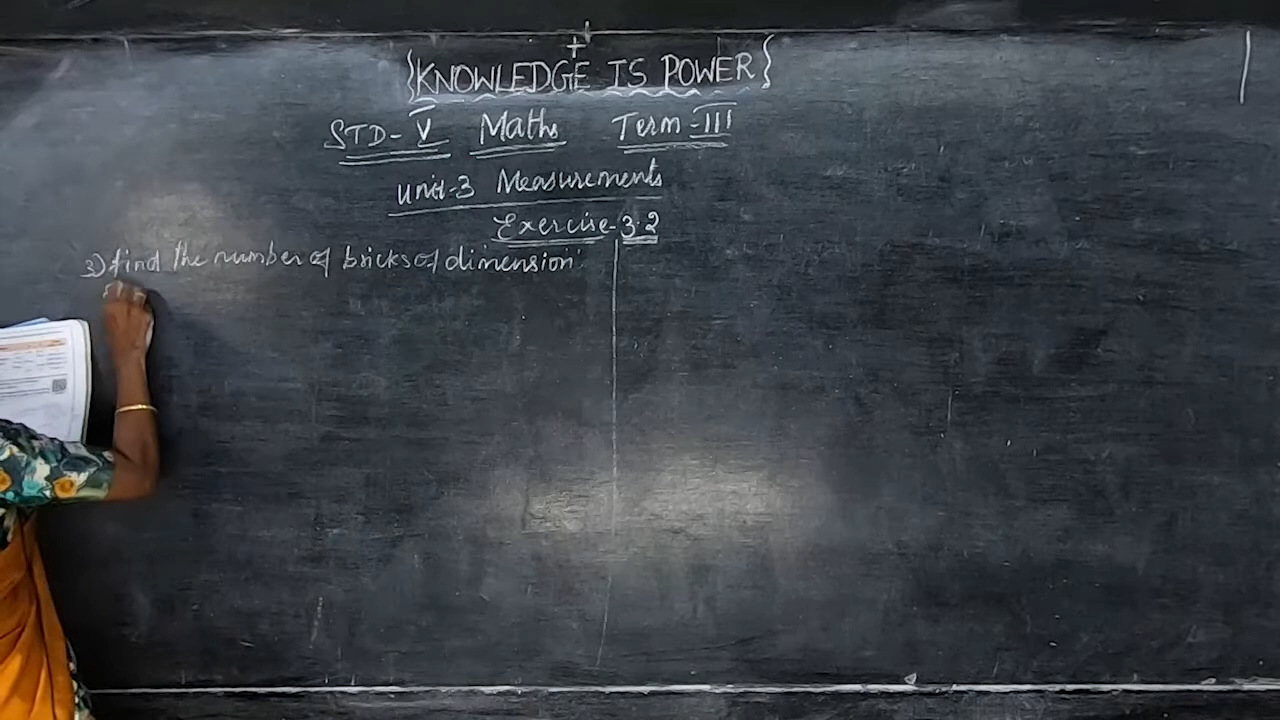 +
{KNOWLEDGE IS POWER}
STD-V Maths Term-III
Unit-3 Measurements
Exercise-3.2
3) find the number of bricks of dimension